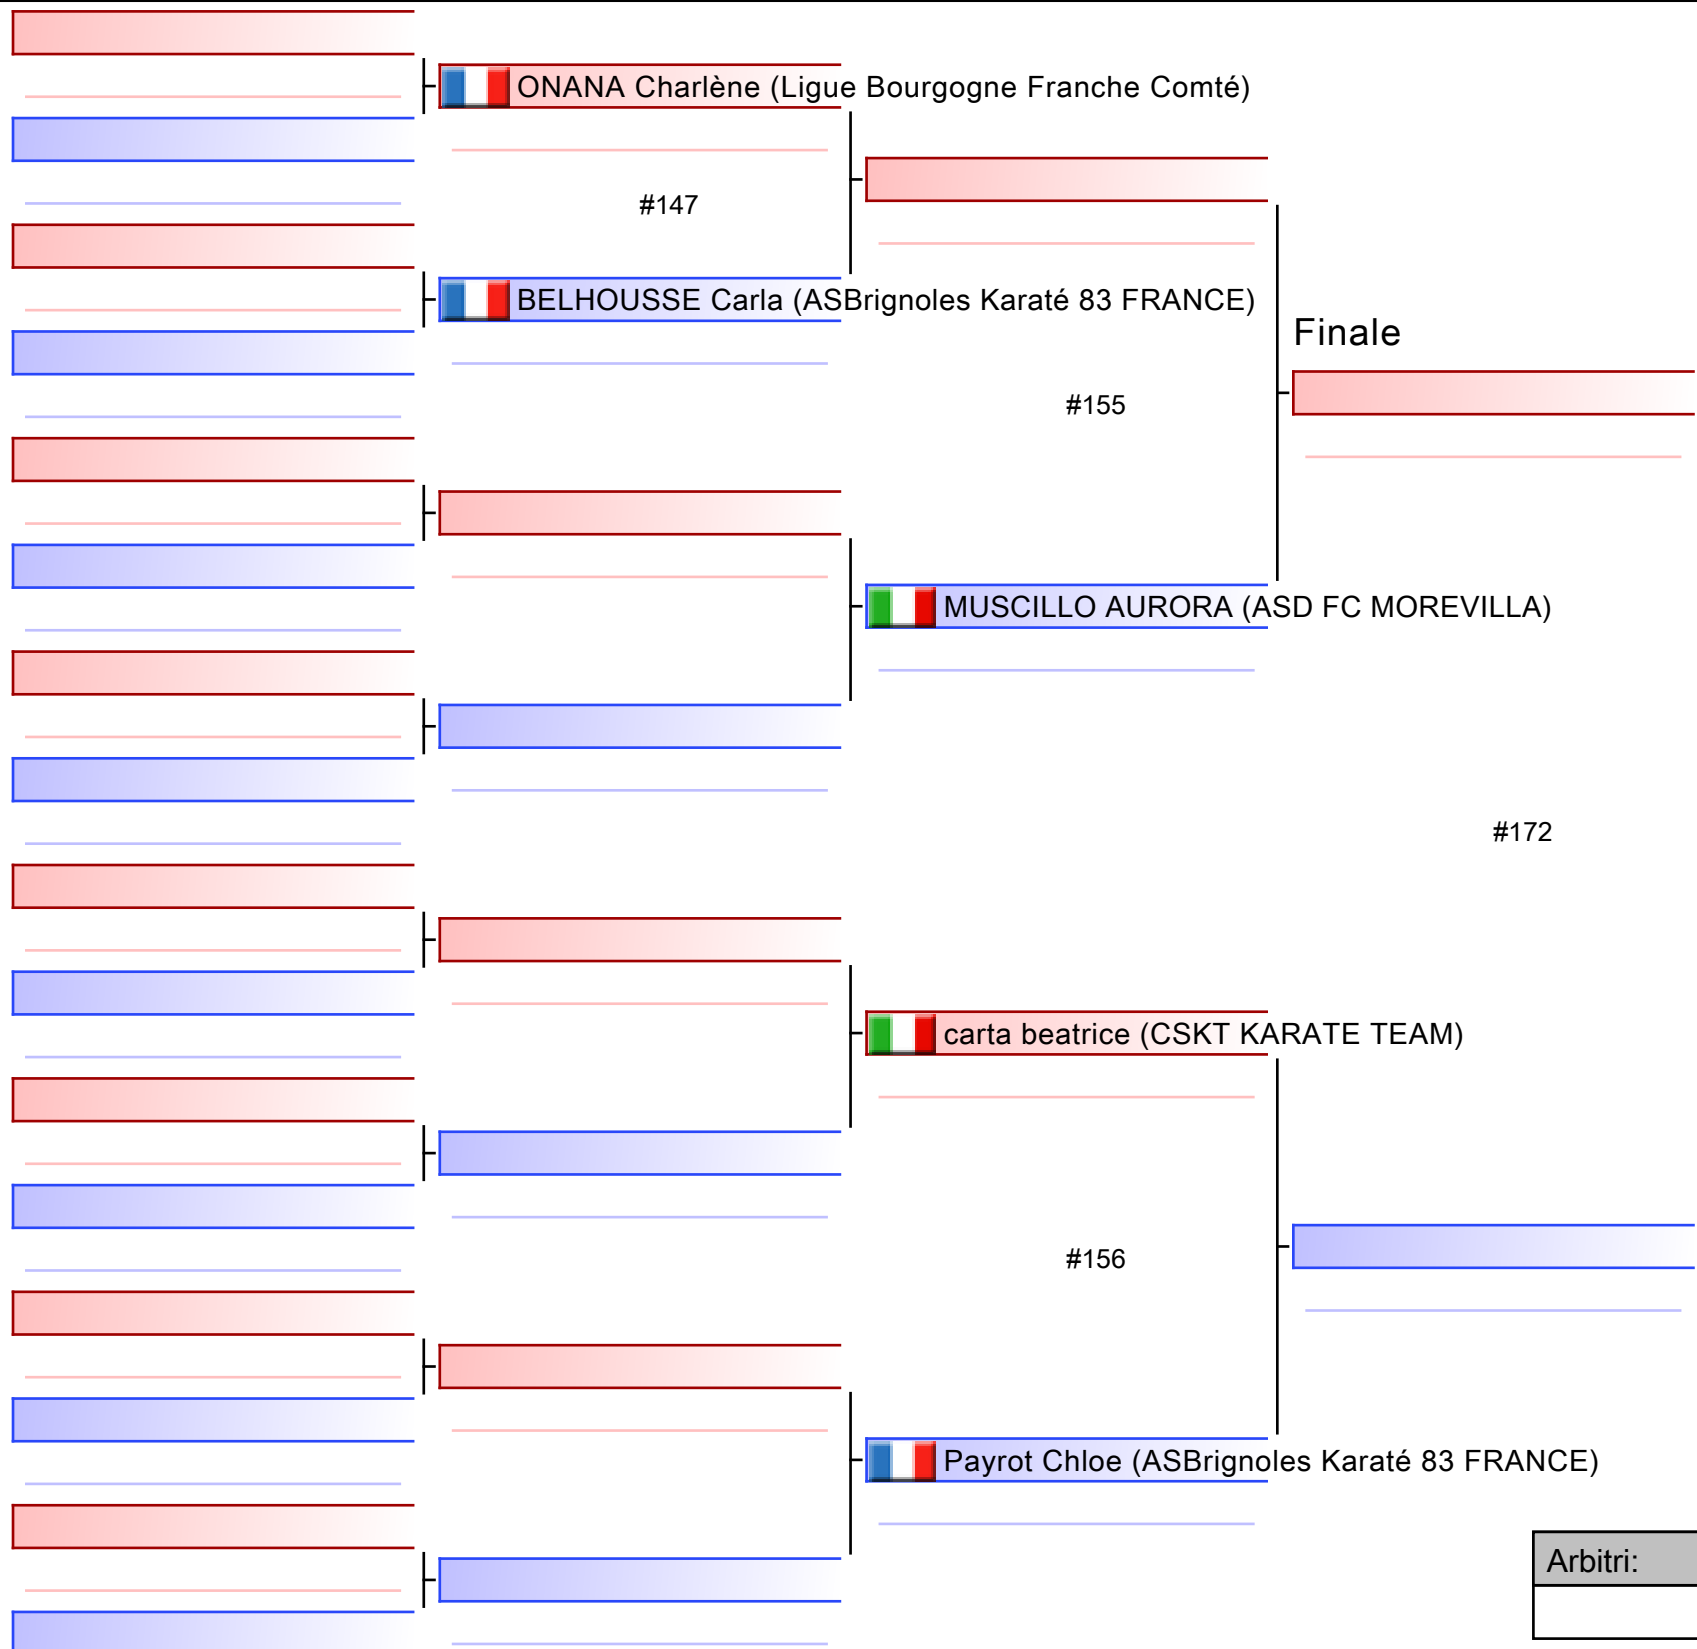 ONANA Charlène (Ligue Bourgogne Franche Comté)
#147
BELHOUSSE Carla (ASBrignoles Karaté 83 FRANCE)
Finale
#155
MUSCILLO AURORA (ASD FC MOREVILLA)
#172
carta beatrice (CSKT KARATE TEAM)
#156
Payrot Chloe (ASBrignoles Karaté 83 FRANCE)
Arbitri: